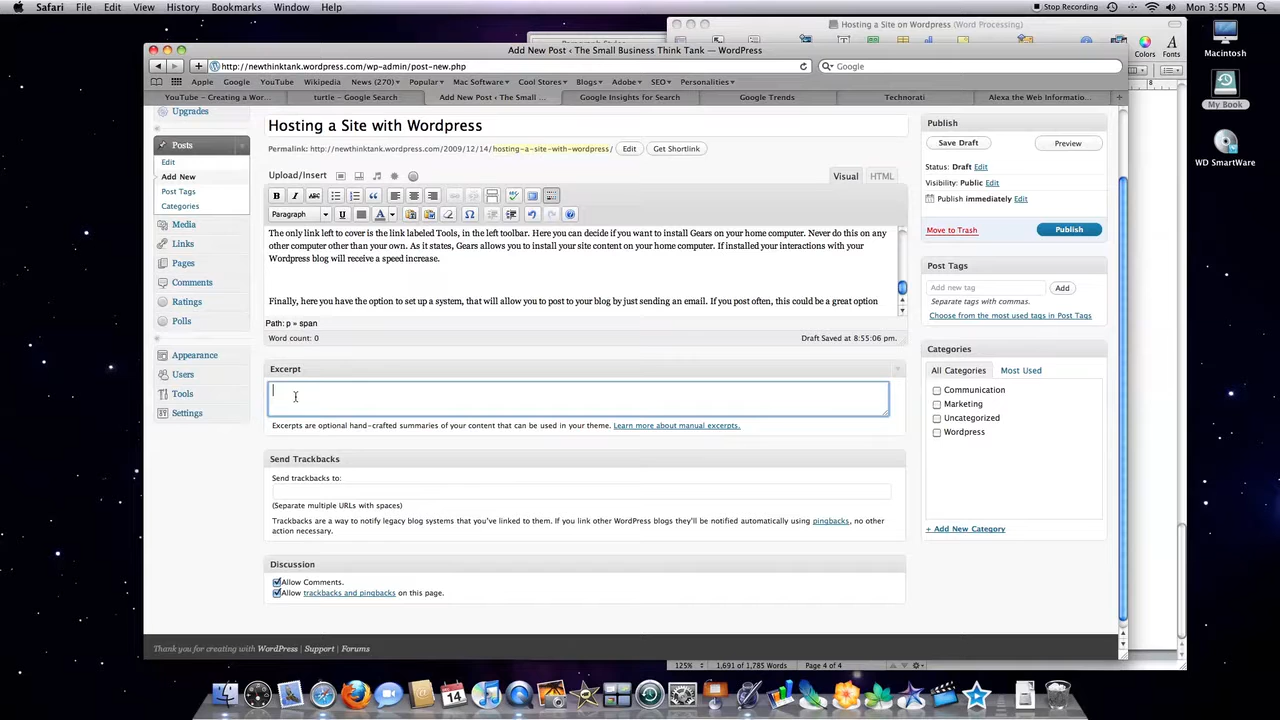 Safari File Edit View History Bookmarks Window Help
Stop Recording Mon 3:55 PM
Hosting a Site on Wordpress (Word Processing)
Colors Fonts
Macintosh
My Book
WD SmartWare
Add New Post ‹ The Small Business Think Tank — WordPress
http://newthinktank.wordpress.com/wp-admin/post-new.php
Google
Apple Google YouTube Wikipedia News (270) Popular Mac Software Cool Stores Blogs Adobe SEO Personalities
YouTube - Creating a Wor... turtle - Google Search Add New Post ‹ The Small ... Google Insights for Search Google Trends Technorati Alexa the Web Informatio...
Upgrades
Posts
Edit
Add New
Post Tags
Categories
Media
Links
Pages
Comments
Ratings
Polls
Appearance
Users
Tools
Settings
Hosting a Site with Wordpress
Permalink: http://newthinktank.wordpress.com/2009/12/14/hosting-a-site-with-wordpress/ Edit Get Shortlink
Upload/Insert
Visual HTML
B I ABC
Paragraph U A
The only link left to cover is the link labeled Tools, in the left toolbar. Here you can decide if you want to install Gears on your home computer. Never do this on any
other computer other than your own. As it states, Gears allows you to install your site content on your home computer. If installed your interactions with your
Wordpress blog will receive a speed increase.
Finally, here you have the option to set up a system, that will allow you to post to your blog by just sending an email. If you post often, this could be a great option
Path: p » span
Word count: 0 Draft Saved at 8:55:06 pm.
Excerpt
Excerpts are optional hand-crafted summaries of your content that can be used in your theme. Learn more about manual excerpts.
Send Trackbacks
Send trackbacks to:
(Separate multiple URLs with spaces)
Trackbacks are a way to notify legacy blog systems that you've linked to them. If you link other WordPress blogs they'll be notified automatically using pingbacks, no other
action necessary.
Discussion
Allow Comments.
Allow trackbacks and pingbacks on this page.
Publish
Save Draft Preview
Status: Draft Edit
Visibility: Public Edit
Publish immediately Edit
Move to Trash Publish
Post Tags
Add new tag Add
Separate tags with commas.
Choose from the most used tags in Post Tags
Categories
All Categories Most Used
Communication
Marketing
Uncategorized
Wordpress
+ Add New Category
Thank you for creating with WordPress | Support | Forums
125% 1,691 of 1,785 Words Page 4 of 4